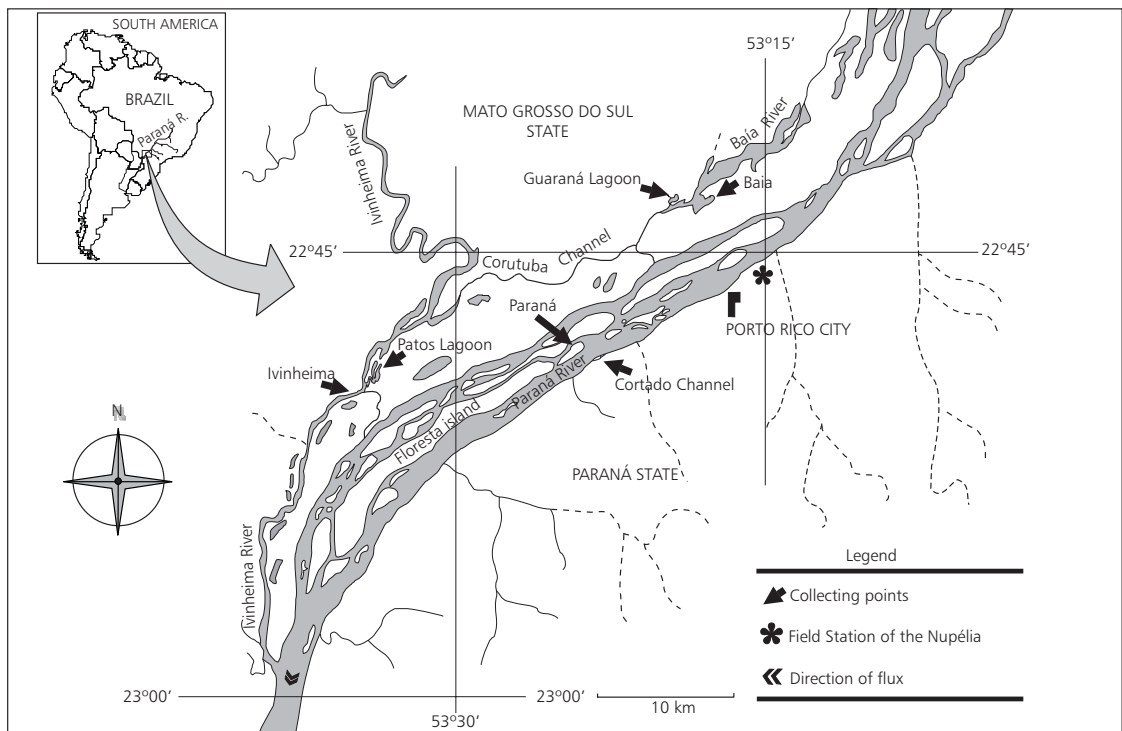 SOUTH AMERICA
BRAZIL
Paraná R.
53º15’
MATO GROSSO DO SUL
STATE
Baia River
Ivinheima River
Guaraná Lagoon
Baia
22º45’
22º45’
Corutuba Channel
Paraná
PORTO RICO CITY
Patos Lagoon
Ivinheima
Cortado Channel
Paraná River
Floresta island
N
PARANÁ STATE
Ivinheima River
Legend
Collecting points
Field Station of the Nupélia
Direction of flux
23º00’
23º00’
10 km
53º30’